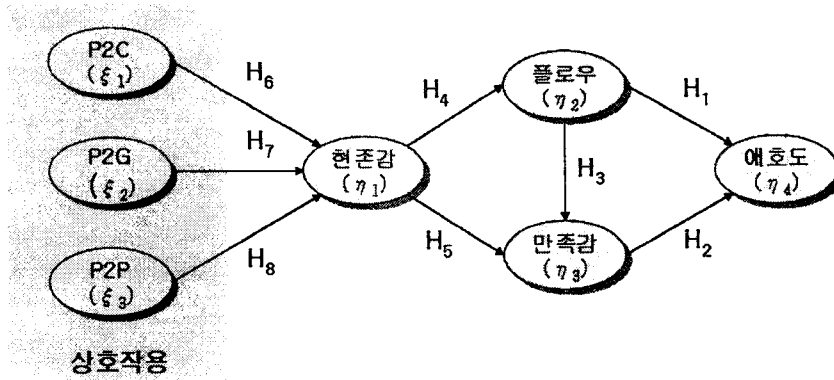 P2C
(ξ₁)
H₆
플로우
(η₂)
H₄
H₁
P2G
(ξ₂)
H₇
현존감
(η₁)
H₃
애호도
(η₄)
P2P
(ξ₃)
H₈
H₅
만족감
(η₃)
H₂
상호작용